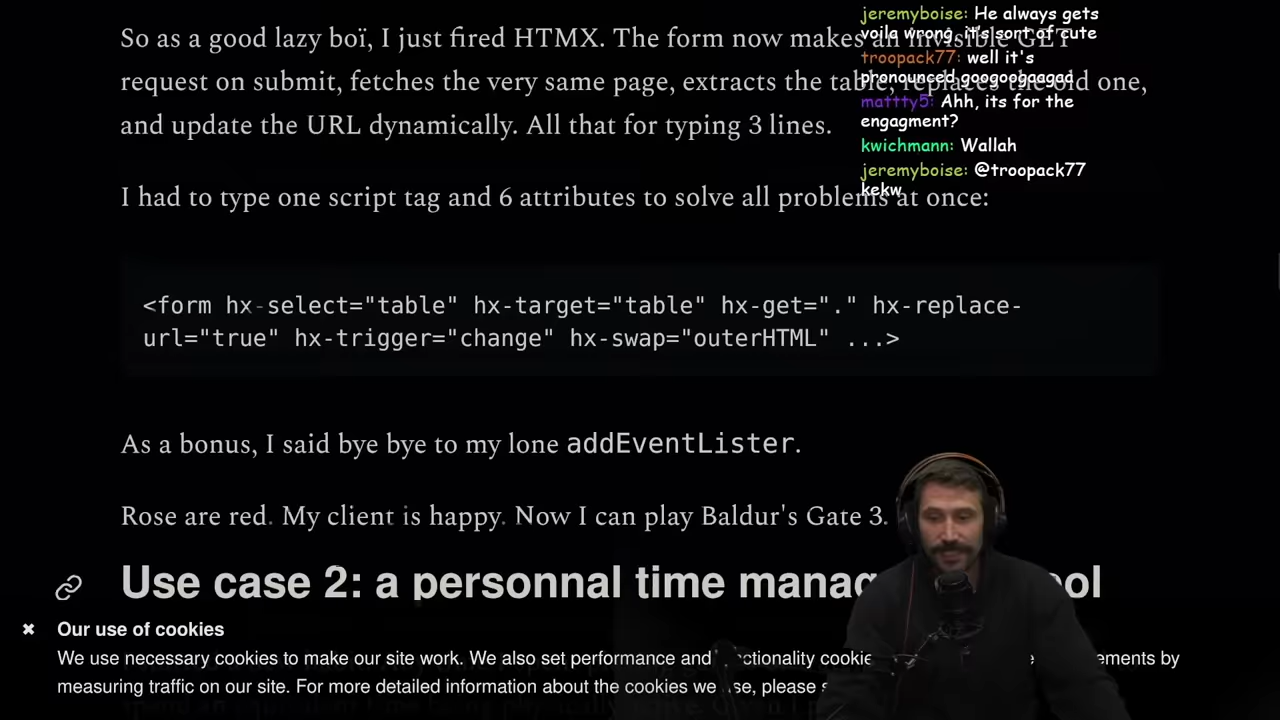 So as a good lazy boï, I just fired HTMX. The form now makes an invisible GET
request on submit, fetches the very same page, extracts the table, replaces the old one,
and update the URL dynamically. All that for typing 3 lines.
I had to type one script tag and 6 attributes to solve all problems at once:
<form hx-select="table" hx-target="table" hx-get="." hx-replace-
url="true" hx-trigger="change" hx-swap="outerHTML" ...>
As a bonus, I said bye bye to my lone addEventLister.
Rose are red. My client is happy. Now I can play Baldur's Gate 3.
Use case 2: a personnal time manag ol
✖ Our use of cookies
We use necessary cookies to make our site work. We also set performance and ements by
measuring traffic on our site. For more detailed information about the cookies we please
jeremyboise: He always gets
voila wrong, it's sort of cute
troopack77: well it's
pronounced googoogaagaa
mattty5: Ahh, its for the
engagment?
kwichmann: Wallah
jeremyboise: @troopack77
kekw